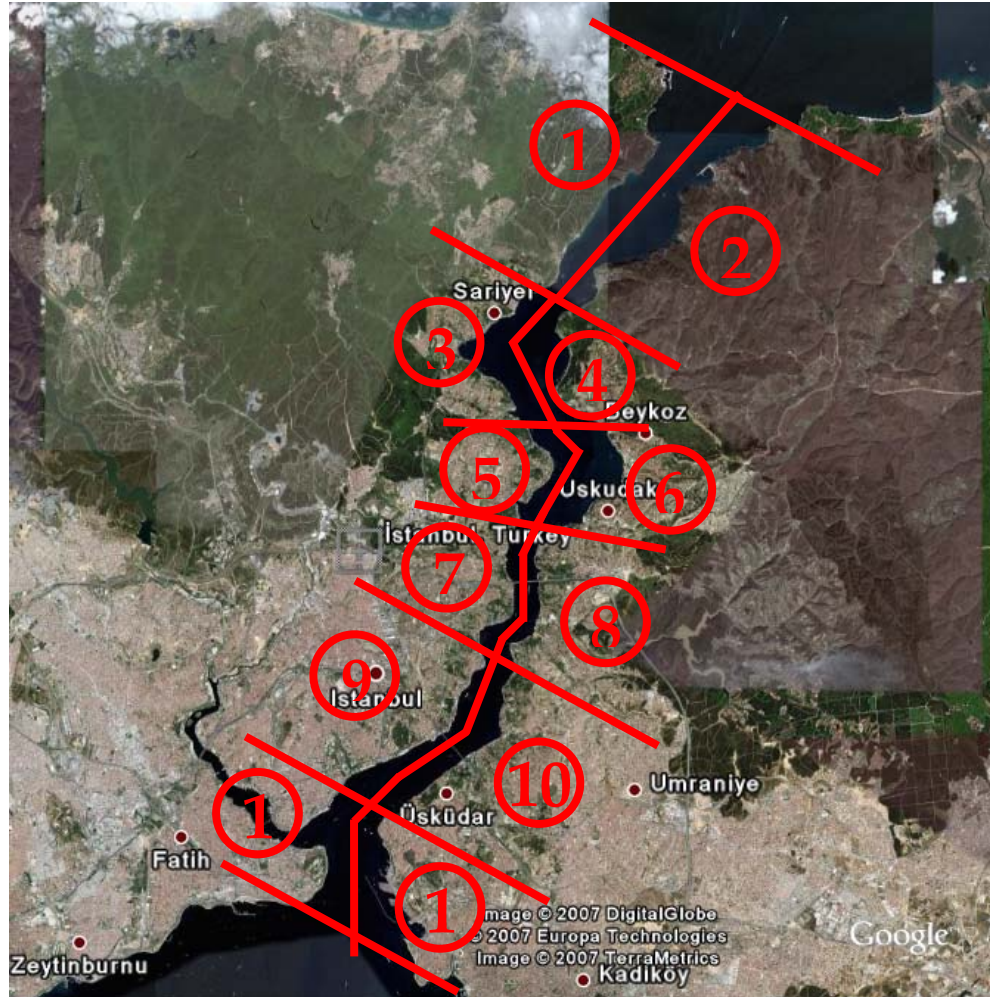 1
2
Sariyer
3
4
Beykoz
5
Uskudar
6
İstanbul, Turkey
7
8
9
Istanbul
10
Umraniye
1
Üsküdar
Fatih
1
Image © 2007 DigitalGlobe
© 2007 Europa Technologies
Image © 2007 TerraMetrics
Google
Zeytinburnu
Kadıköy